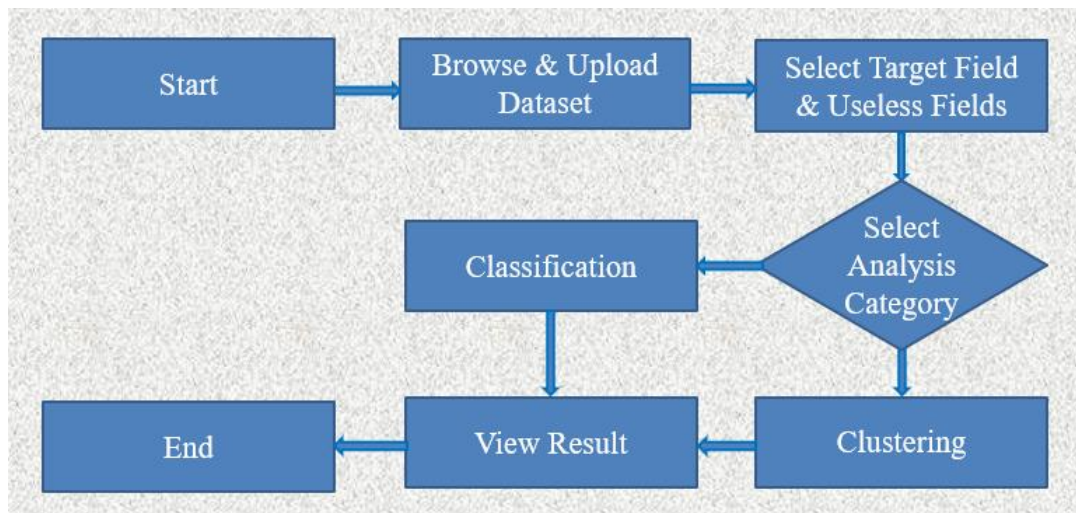 Start
Browse & Upload
Dataset
Select Target Field
& Useless Fields
Select
Analysis
Category
Classification
Clustering
View Result
End